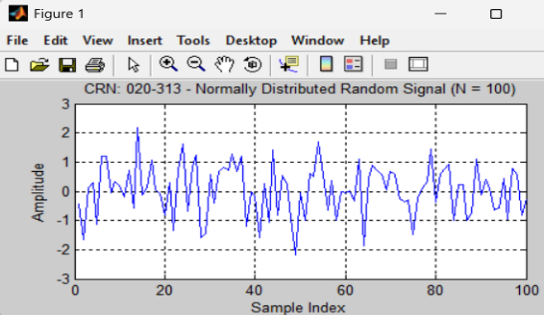 Figure 1
File Edit View Insert Tools Desktop Window Help
CRN: 020-313 - Normally Distributed Random Signal (N = 100)
3
2
1
0
-1
-2
-3
Amplitude
0 20 40 60 80 100
Sample Index